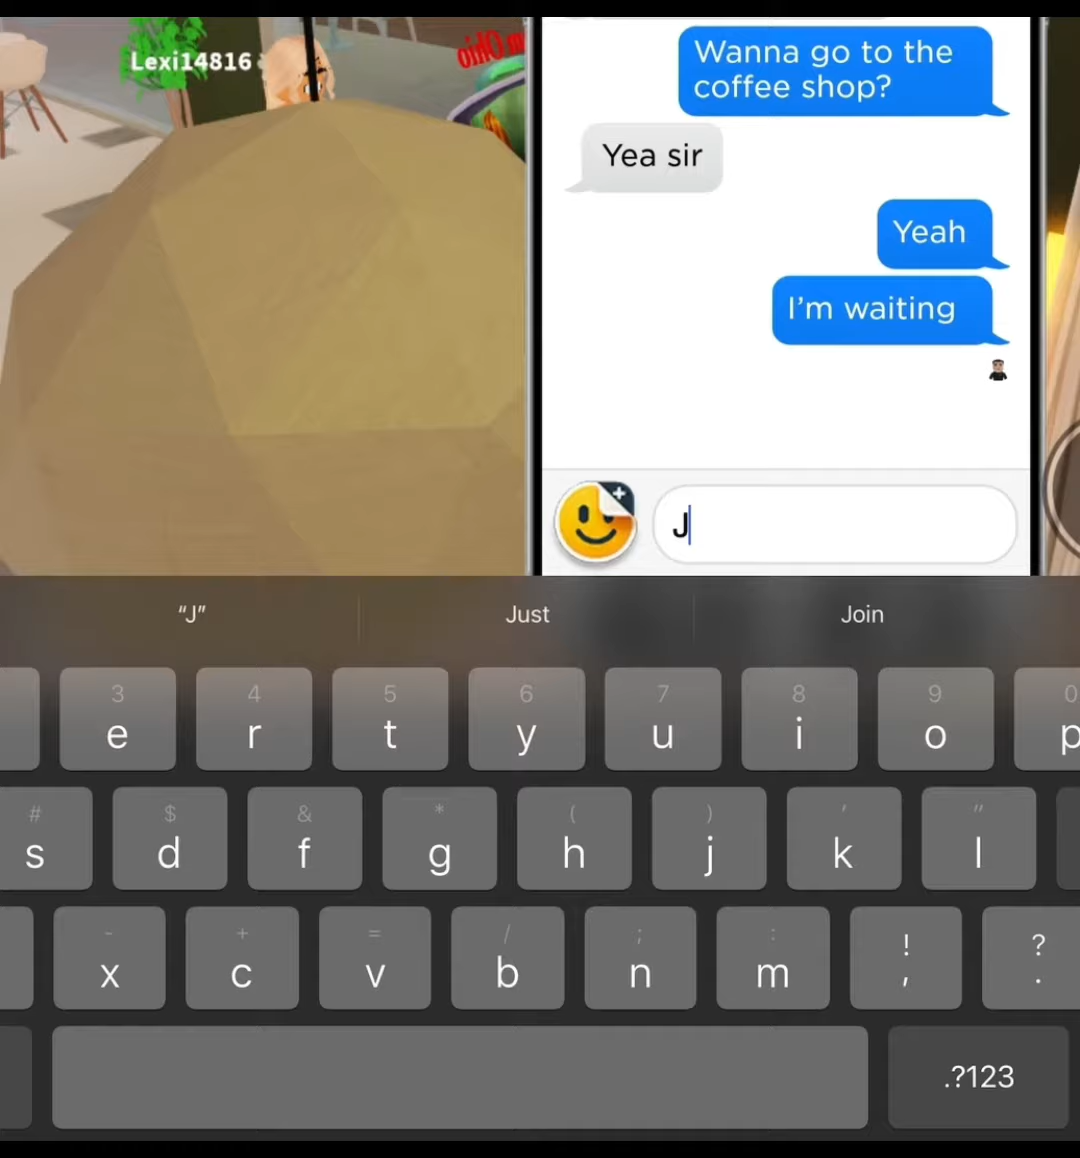 Lexi14816
Wanna go to the
coffee shop?
Yea sir
Yeah
I'm waiting
J
"J" Just Join
3 4 5 6 7 8 9 0
e r t y u i o p
# $ & * ( ) ' "
s d f g h j k l
- + = / ; : ! ?
x c v b n m , .
.?123